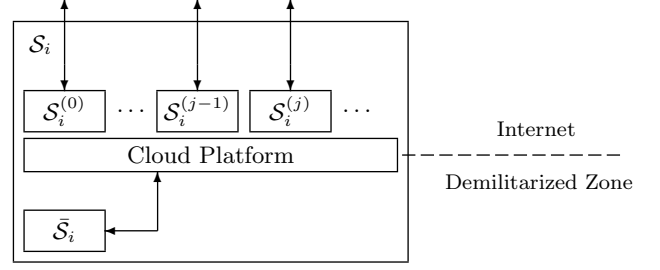 𝒮ᵢ
𝒮ᵢ⁽⁰⁾ ⋯ 𝒮ᵢ⁽ʲ⁻¹⁾ 𝒮ᵢ⁽ʲ⁾ ⋯
Internet
Cloud Platform
Demilitarized Zone
𝒮̄ᵢ